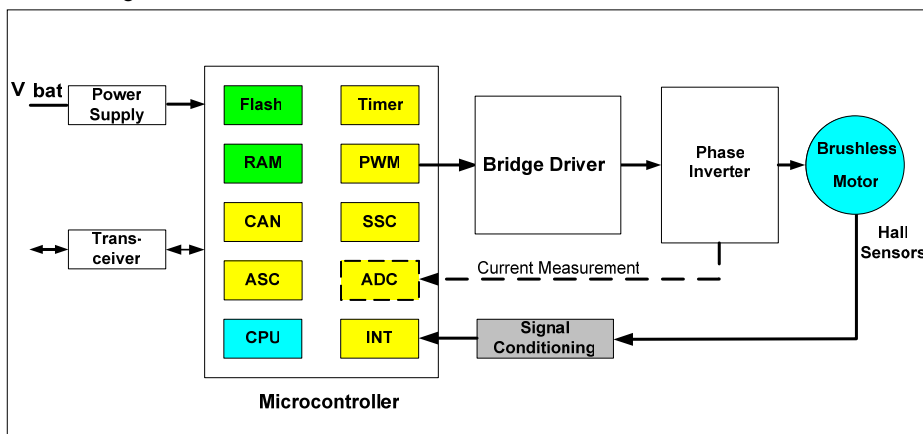 V bat
Power
Supply
Trans-
ceiver
Flash
Timer
RAM
PWM
CAN
SSC
ASC
ADC
CPU
INT
Microcontroller
Bridge Driver
Phase
Inverter
Brushless
Motor
Hall
Sensors
Current Measurement
Signal
Conditioning